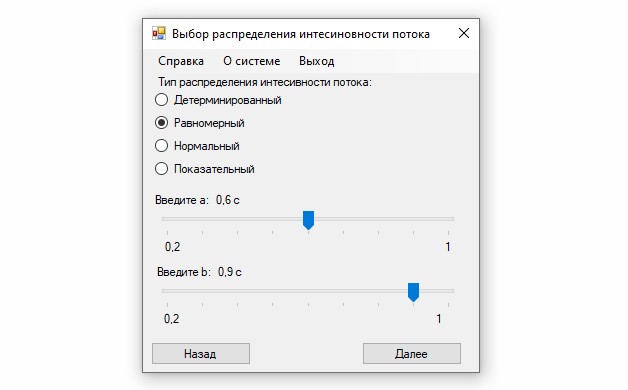 Выбор распределения интесиновности потока
Справка О системе Выход
Тип распределения интесивности потока:
Детерминированный
Равномерный
Нормальный
Показательный
Введите a: 0,6 с
0,2 1
Введите b: 0,9 с
0,2 1
Назад Далее